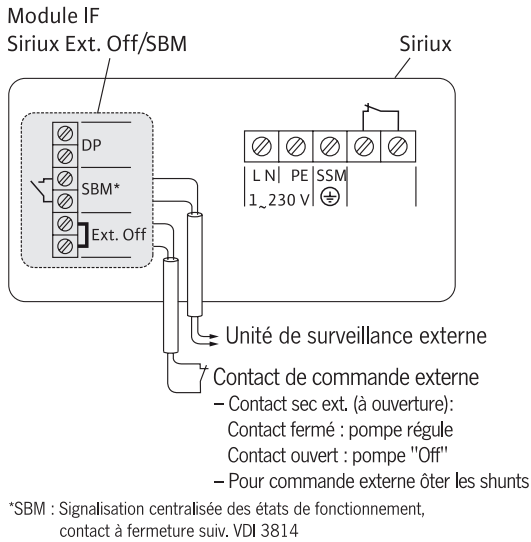 Module IF
Siriux Ext. Off/SBM
Siriux
DP
SBM*
Ext. Off
L N PE SSM
1~230 V
Unité de surveillance externe
Contact de commande externe
– Contact sec ext. (à ouverture):
Contact fermé : pompe régule
Contact ouvert : pompe "Off"
– Pour commande externe ôter les shunts
*SBM : Signalisation centralisée des états de fonctionnement,
contact à fermeture suiv. VDI 3814